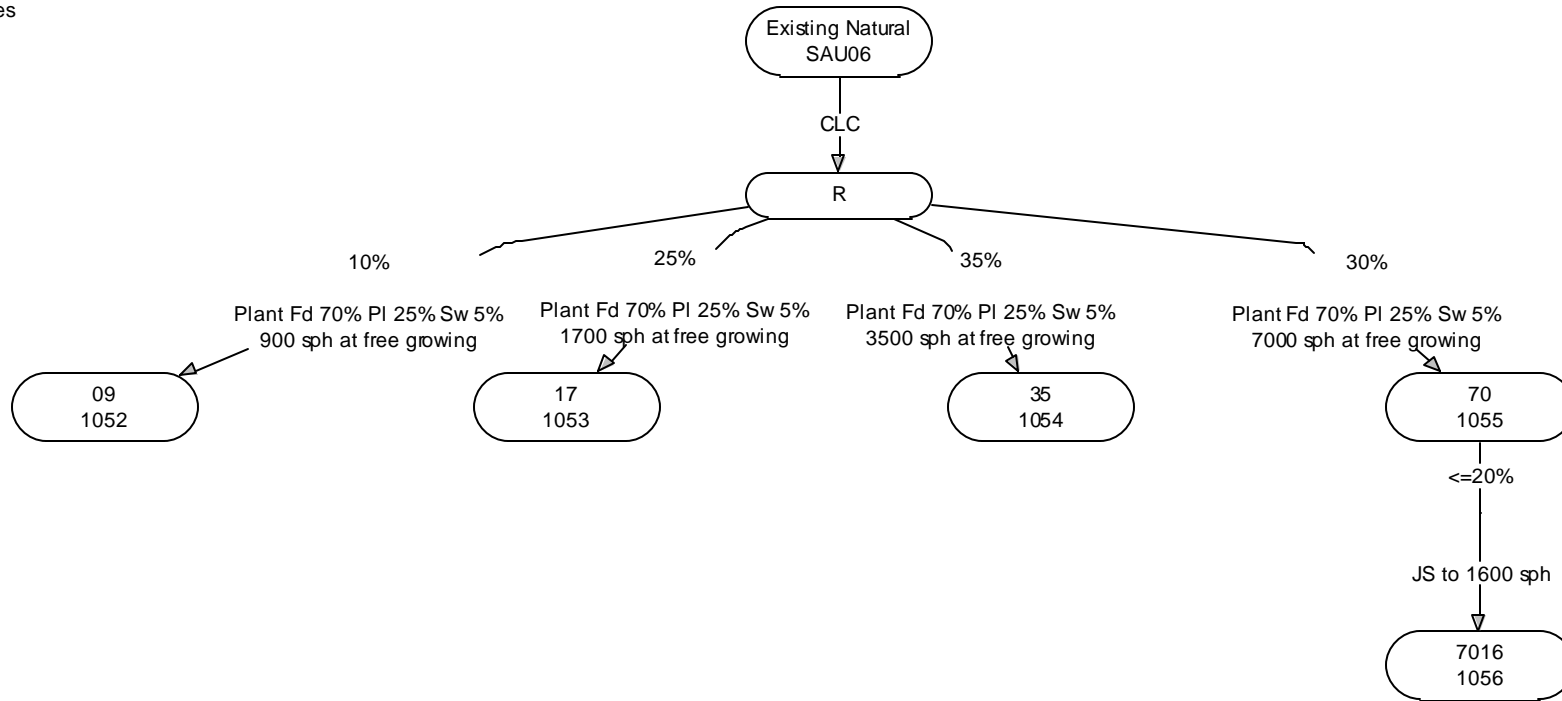 es
Existing Natural
SAU06
CLC
R
10%
25%
35%
30%
Plant Fd 70% Pl 25% Sw 5%
900 sph at free growing
Plant Fd 70% Pl 25% Sw 5%
1700 sph at free growing
Plant Fd 70% Pl 25% Sw 5%
3500 sph at free growing
Plant Fd 70% Pl 25% Sw 5%
7000 sph at free growing
09
1052
17
1053
35
1054
70
1055
<=20%
JS to 1600 sph
7016
1056